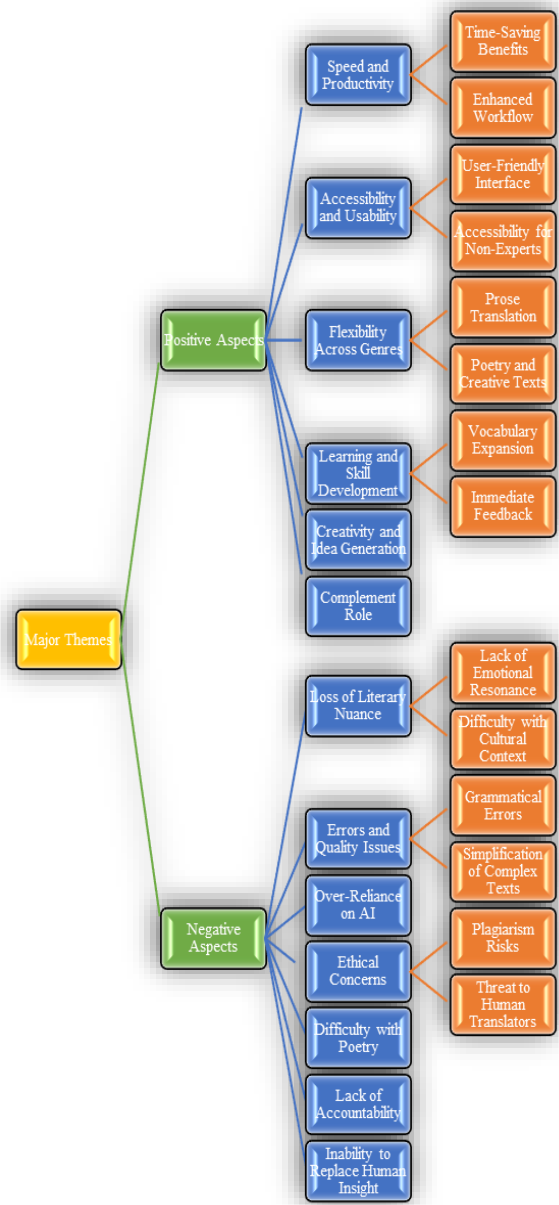 Major Themes
Positive Aspects
Speed and
Productivity
Time-Saving
Benefits
Enhanced
Workflow
Accessibility
and Usability
User-Friendly
Interface
Accessibility for
Non-Experts
Flexibility
Across Genres
Prose
Translation
Poetry and
Creative Texts
Learning and
Skill
Development
Vocabulary
Expansion
Immediate
Feedback
Creativity and
Idea Generation
Complement
Role
Negative
Aspects
Loss of Literary
Nuance
Lack of
Emotional
Resonance
Difficulty with
Cultural
Context
Errors and
Quality Issues
Grammatical
Errors
Simplification
of Complex
Texts
Over-Reliance
on AI
Ethical
Concerns
Plagiarism
Risks
Threat to
Human
Translators
Difficulty with
Poetry
Lack of
Accountability
Inability to
Replace Human
Insight